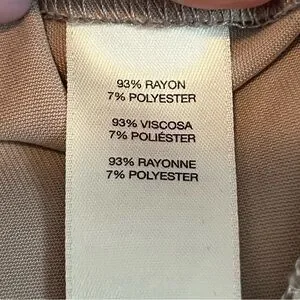 93% RAYON
7% POLYESTER
93% VISCOSA
7% POLIÉSTER
93% RAYONNE
7% POLYESTER